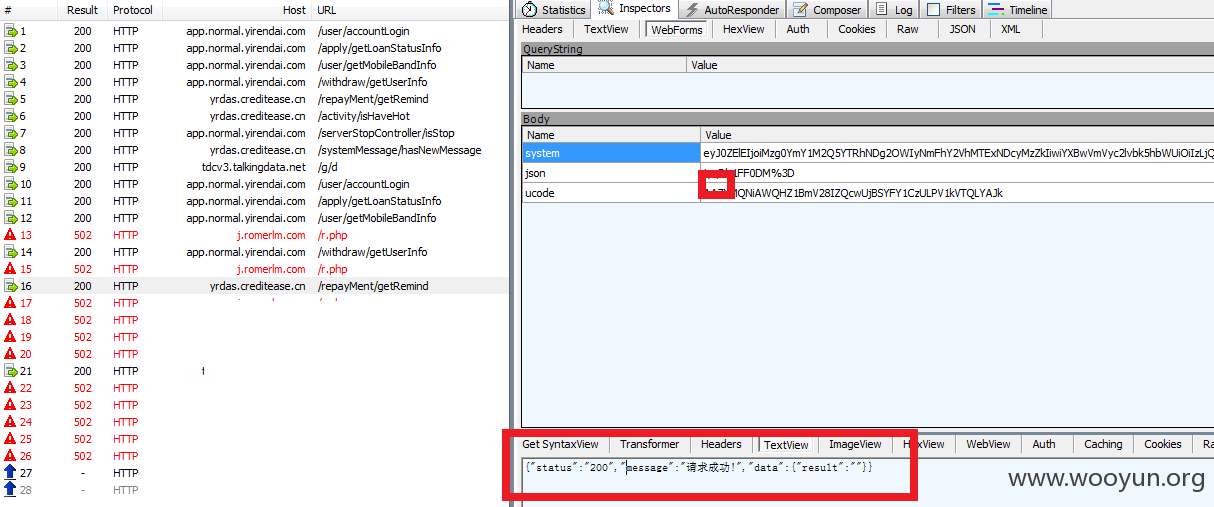 # Result Protocol Host URL
1 200 HTTP app.normal.yirendai.com /user/accountLogin
2 200 HTTP app.normal.yirendai.com /apply/getLoanStatusInfo
3 200 HTTP app.normal.yirendai.com /user/getMobileBandInfo
4 200 HTTP app.normal.yirendai.com /withdraw/getUserInfo
5 200 HTTP yrdas.creditease.cn /repayMent/getRemind
6 200 HTTP yrdas.creditease.cn /activity/isHaveHot
7 200 HTTP app.normal.yirendai.com /serverStopController/isStop
8 200 HTTP yrdas.creditease.cn /systemMessage/hasNewMessage
9 200 HTTP tdcv3.talkingdata.net /g/d
10 200 HTTP app.normal.yirendai.com /user/accountLogin
11 200 HTTP app.normal.yirendai.com /apply/getLoanStatusInfo
12 200 HTTP app.normal.yirendai.com /user/getMobileBandInfo
13 502 HTTP j.romerlm.com /r.php
14 200 HTTP app.normal.yirendai.com /withdraw/getUserInfo
15 502 HTTP j.romerlm.com /r.php
16 200 HTTP yrdas.creditease.cn /repayMent/getRemind
17 502 HTTP
18 502 HTTP
19 502 HTTP
20 502 HTTP
21 200 HTTP
22 502 HTTP
23 502 HTTP
24 502 HTTP
25 502 HTTP
26 502 HTTP
27 - HTTP
28 - HTTP
Statistics Inspectors AutoResponder Composer Log Filters Timeline
Headers TextView WebForms HexView Auth Cookies Raw JSON XML
QueryString
Name Value
Body
Name Value
system
json
ucode
Get SyntaxView Transformer Headers TextView ImageView HexView WebView Auth Caching Cookies
{"status":"200","message":"请求成功!","data":{"result":""}}
www.wooyun.org